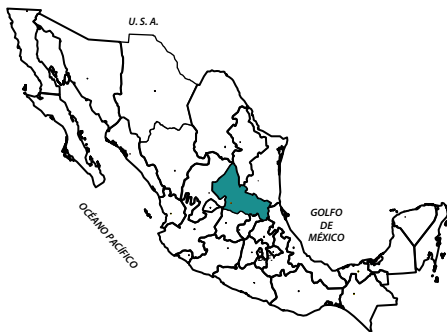 U. S. A.
OCÉANO PACÍFICO
GOLFO
DE
MÉXICO